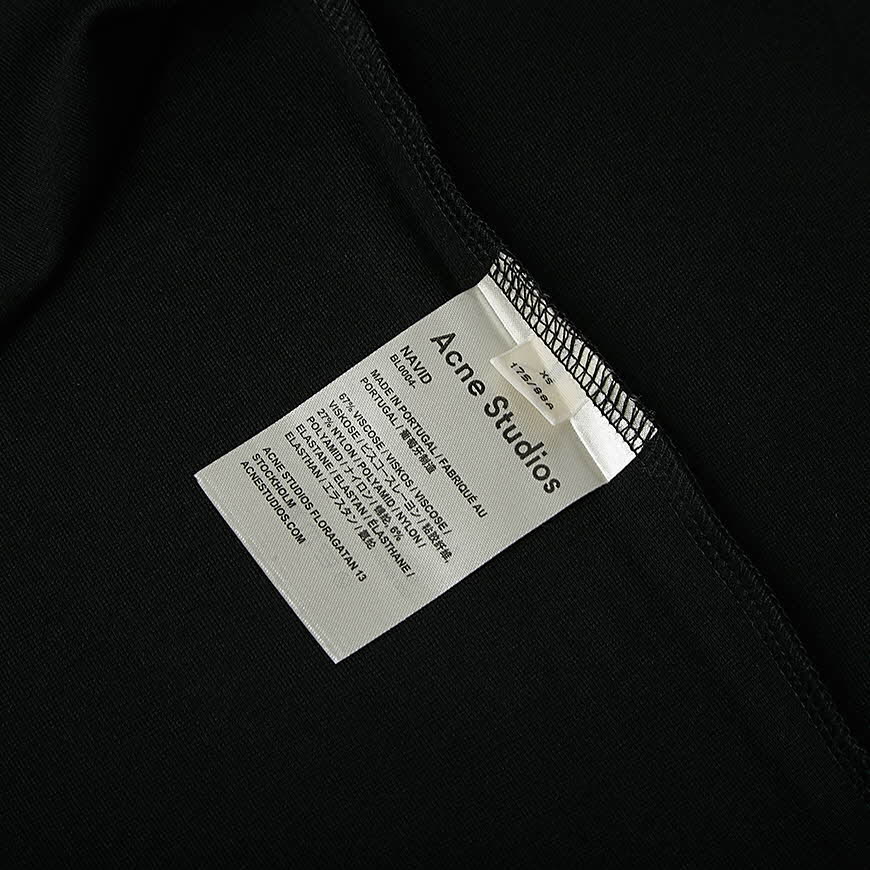 Acne Studios
XS
175/88A
NAVID
BL0004-
MADE IN PORTUGAL / FABRIQUÉ AU
PORTUGAL / 葡萄牙制造
67% VISCOSE / VISKOS / VISCOSE /
VISKOSE / ビスコースレーヨン / 粘胶纤维,
27% NYLON / POLYAMID / NYLON /
POLYAMID / ナイロン / 锦纶, 6%
ELASTANE / ELASTAN / ÉLASTHANE /
ELASTHAN / エラスタン / 氨纶
ACNE STUDIOS FLORAGATAN 13
STOCKHOLM
ACNESTUDIOS.COM